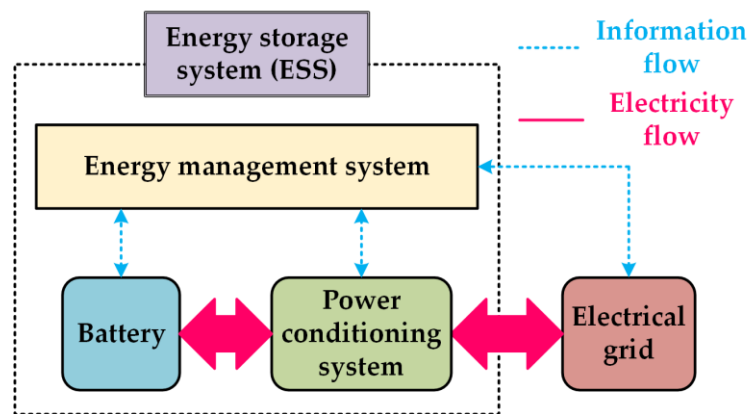 Energy storage
system (ESS)
Information
flow
Electricity
flow
Energy management system
Battery
Power
conditioning
system
Electrical
grid